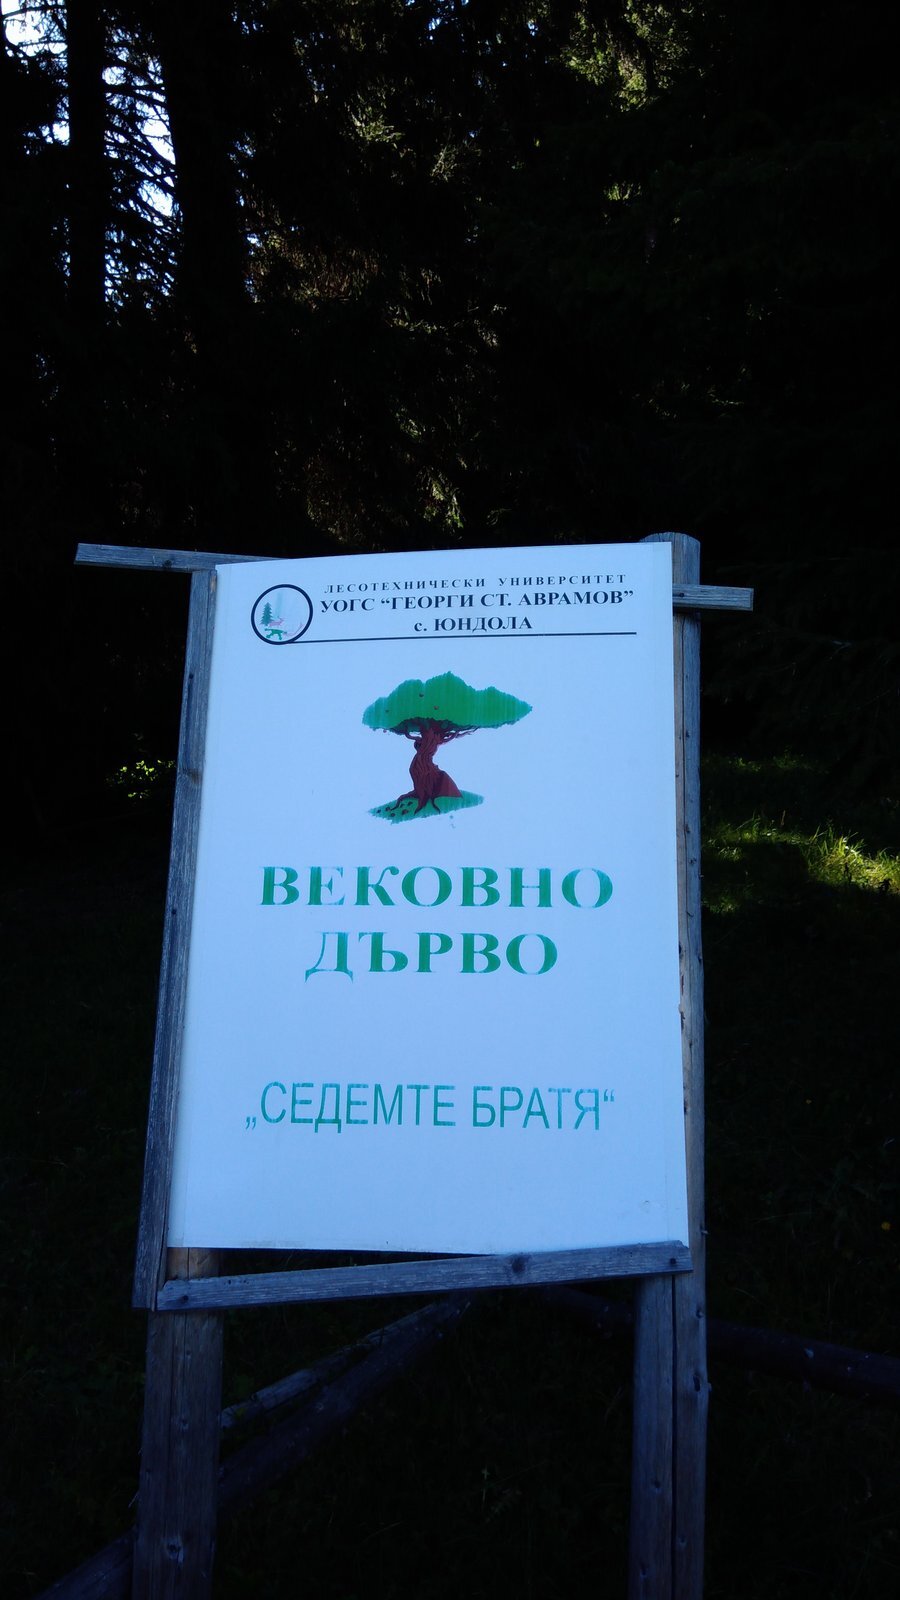 ЛЕСОТЕХНИЧЕСКИ УНИВЕРСИТЕТ
УОГС “ГЕОРГИ СТ. АВРАМОВ”
с. ЮНДОЛА
ВЕКОВНО
ДЪРВО
„СЕДЕМТЕ БРАТЯ“